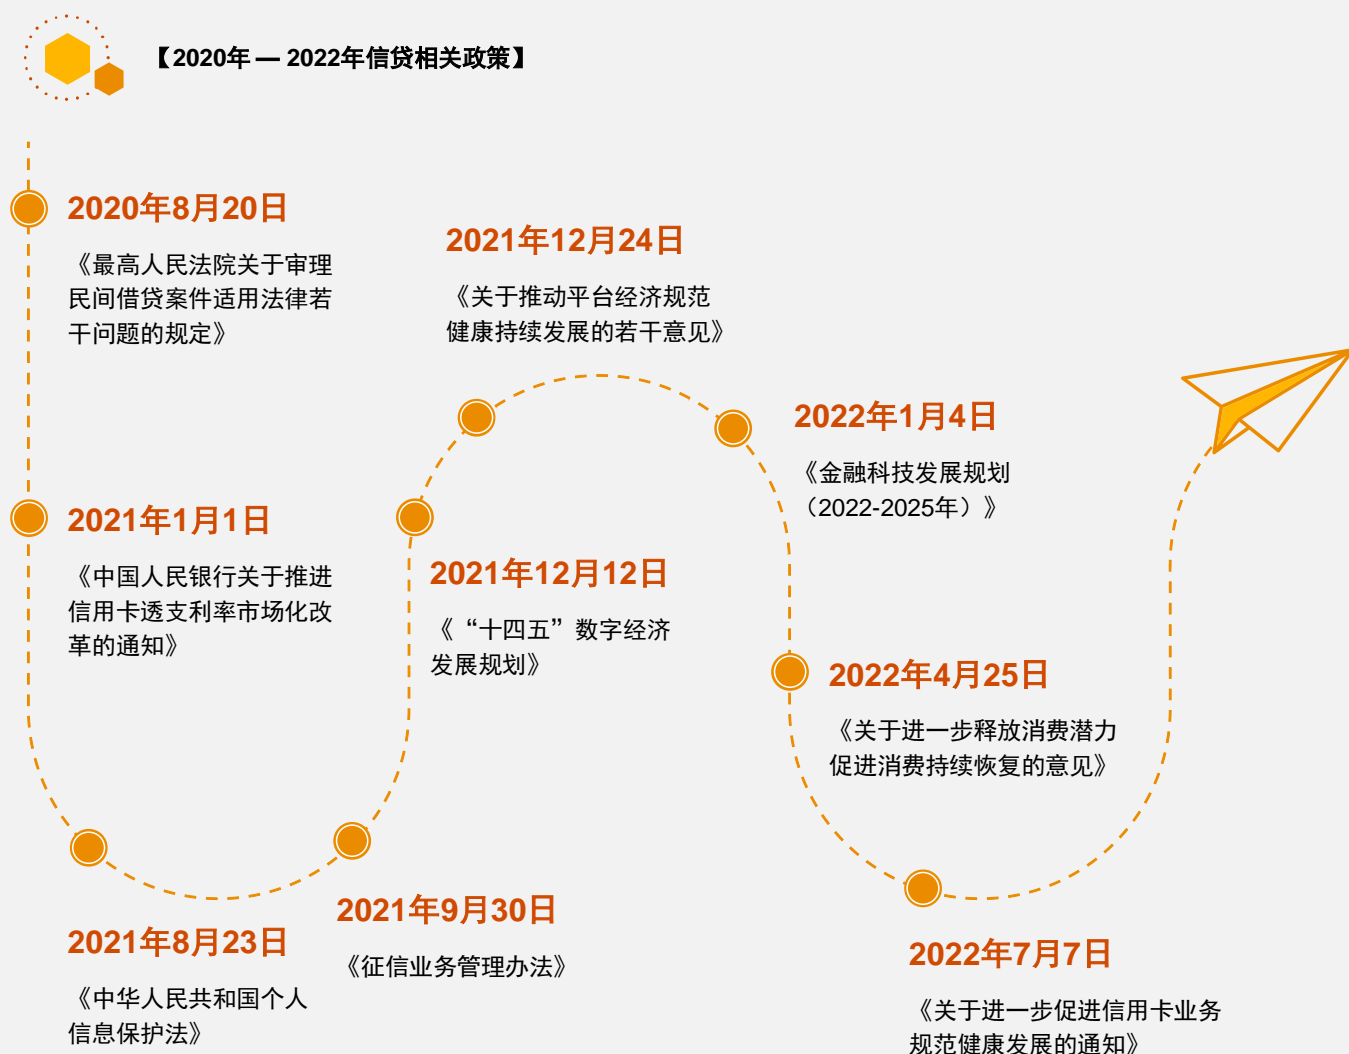 【2020年 — 2022年信贷相关政策】
2020年8月20日
《最高人民法院关于审理
民间借贷案件适用法律若
干问题的规定》
2021年1月1日
《中国人民银行关于推进
信用卡透支利率市场化改
革的通知》
2021年8月23日
《中华人民共和国个人
信息保护法》
2021年9月30日
《征信业务管理办法》
2021年12月12日
《“十四五”数字经济
发展规划》
2021年12月24日
《关于推动平台经济规范
健康持续发展的若干意见》
2022年1月4日
《金融科技发展规划
（2022-2025年）》
2022年4月25日
《关于进一步释放消费潜力
促进消费持续恢复的意见》
2022年7月7日
《关于进一步促进信用卡业务
规范健康发展的通知》